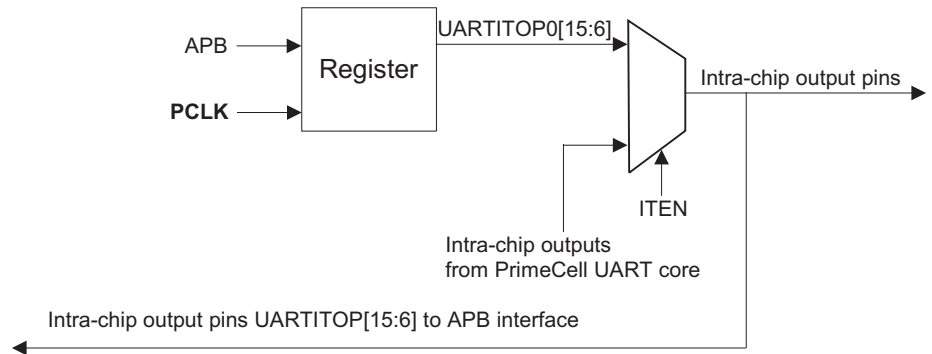 UARTITOP0[15:6]
APB
Register
Intra-chip output pins
PCLK
ITEN
Intra-chip outputs
from PrimeCell UART core
Intra-chip output pins UARTITOP[15:6] to APB interface